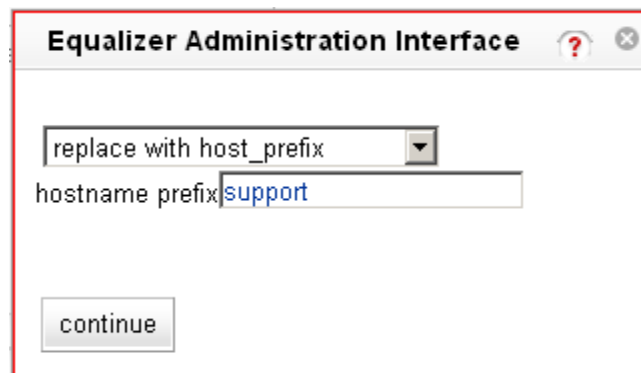 Equalizer Administration Interface ?
replace with host_prefix
hostname prefix support
continue